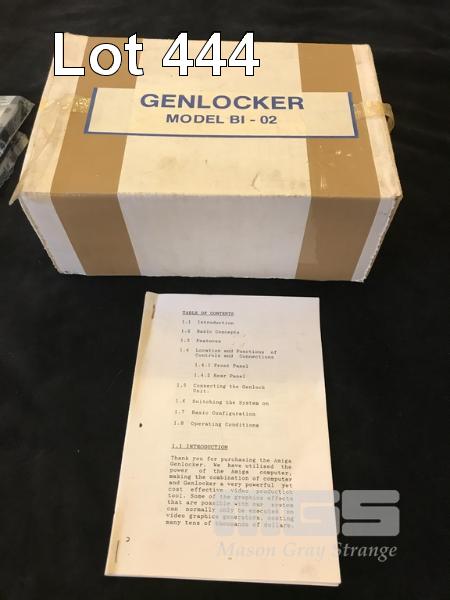 Lot 444
GENLOCKER
MODEL BI - 02
TABLE OF CONTENTS
1.1 Introduction
1.2 Basic Concepts
1.3 Features
1.4 Location and Functions of
Controls and Connections
1.4.1 Front Panel
1.4.2 Rear Panel
1.5 Connecting the Genlock
Unit.
1.6 Switching the System on
1.7 Basic Configuration
1.8 Operating Conditions
1.1 INTRODUCTION
Thank you for purchasing the Amiga
Genlocker. We have utilised the
power of the Amiga computer,
making the combination of computer
and Genlocker a very powerful yet
cost effective video production
tool. Some of the graphics effects
that are possible with our system
can normally only be executed on
video graphics generators, costing
many tens of thousands of dollars.
MGS
Mason Gray Strange